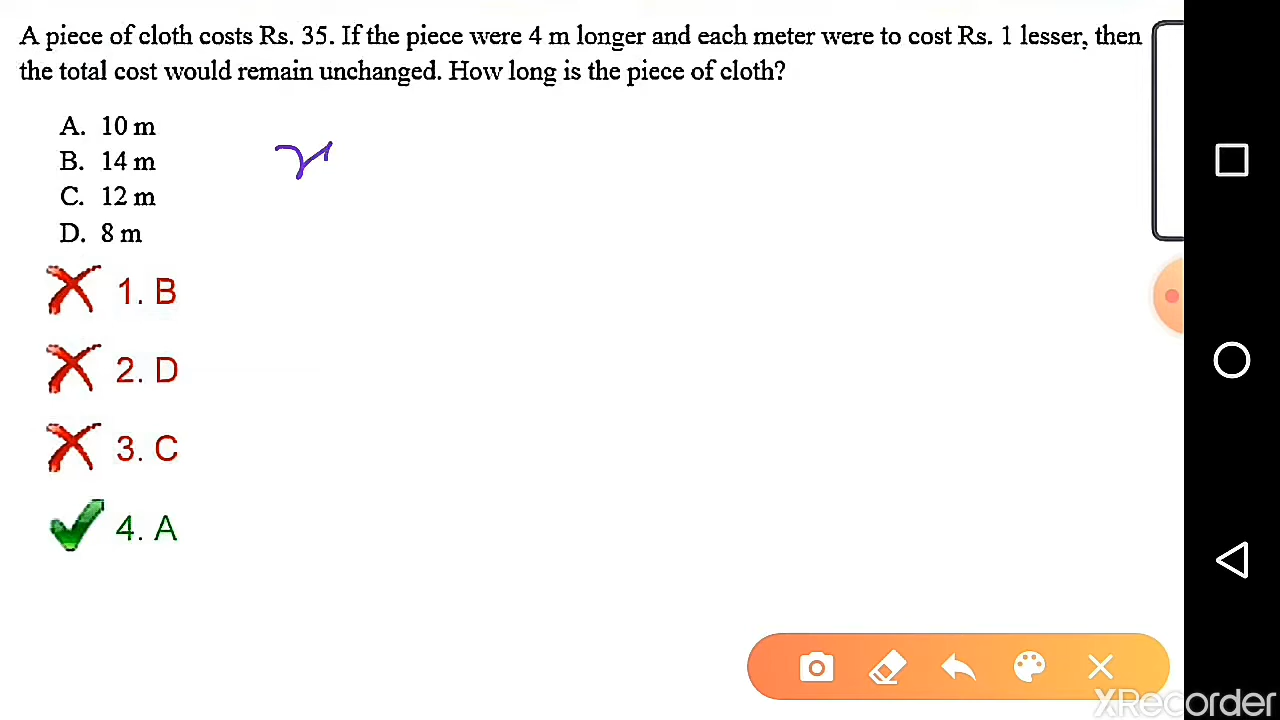 A piece of cloth costs Rs. 35. If the piece were 4 m longer and each meter were to cost Rs. 1 lesser, then
the total cost would remain unchanged. How long is the piece of cloth?
A. 10 m
B. 14 m
C. 12 m
D. 8 m
x
1. B
2. D
3. C
4. A
XRecorder